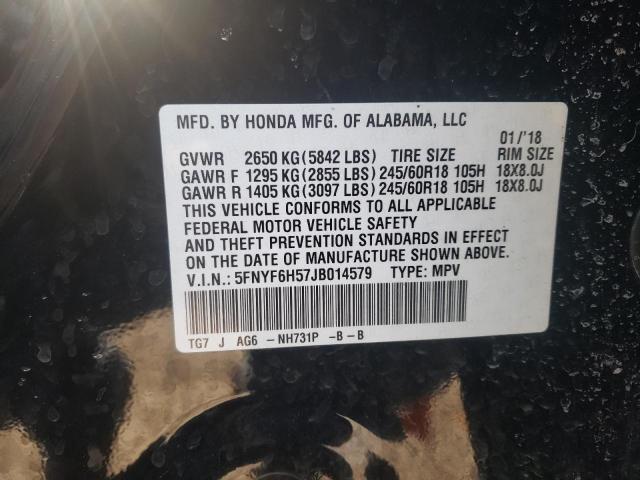 MFD. BY HONDA MFG. OF ALABAMA, LLC
01/'18
GVWR 2650 KG (5842 LBS) TIRE SIZE RIM SIZE
GAWR F 1295 KG (2855 LBS) 245/60R18 105H 18X8.0J
GAWR R 1405 KG (3097 LBS) 245/60R18 105H 18X8.0J
THIS VEHICLE CONFORMS TO ALL APPLICABLE
FEDERAL MOTOR VEHICLE SAFETY
AND THEFT PREVENTION STANDARDS IN EFFECT
ON THE DATE OF MANUFACTURE SHOWN ABOVE.
V.I.N.: 5FNYF6H57JB014579 TYPE: MPV
TG7 J AG6 - NH731P -B - B